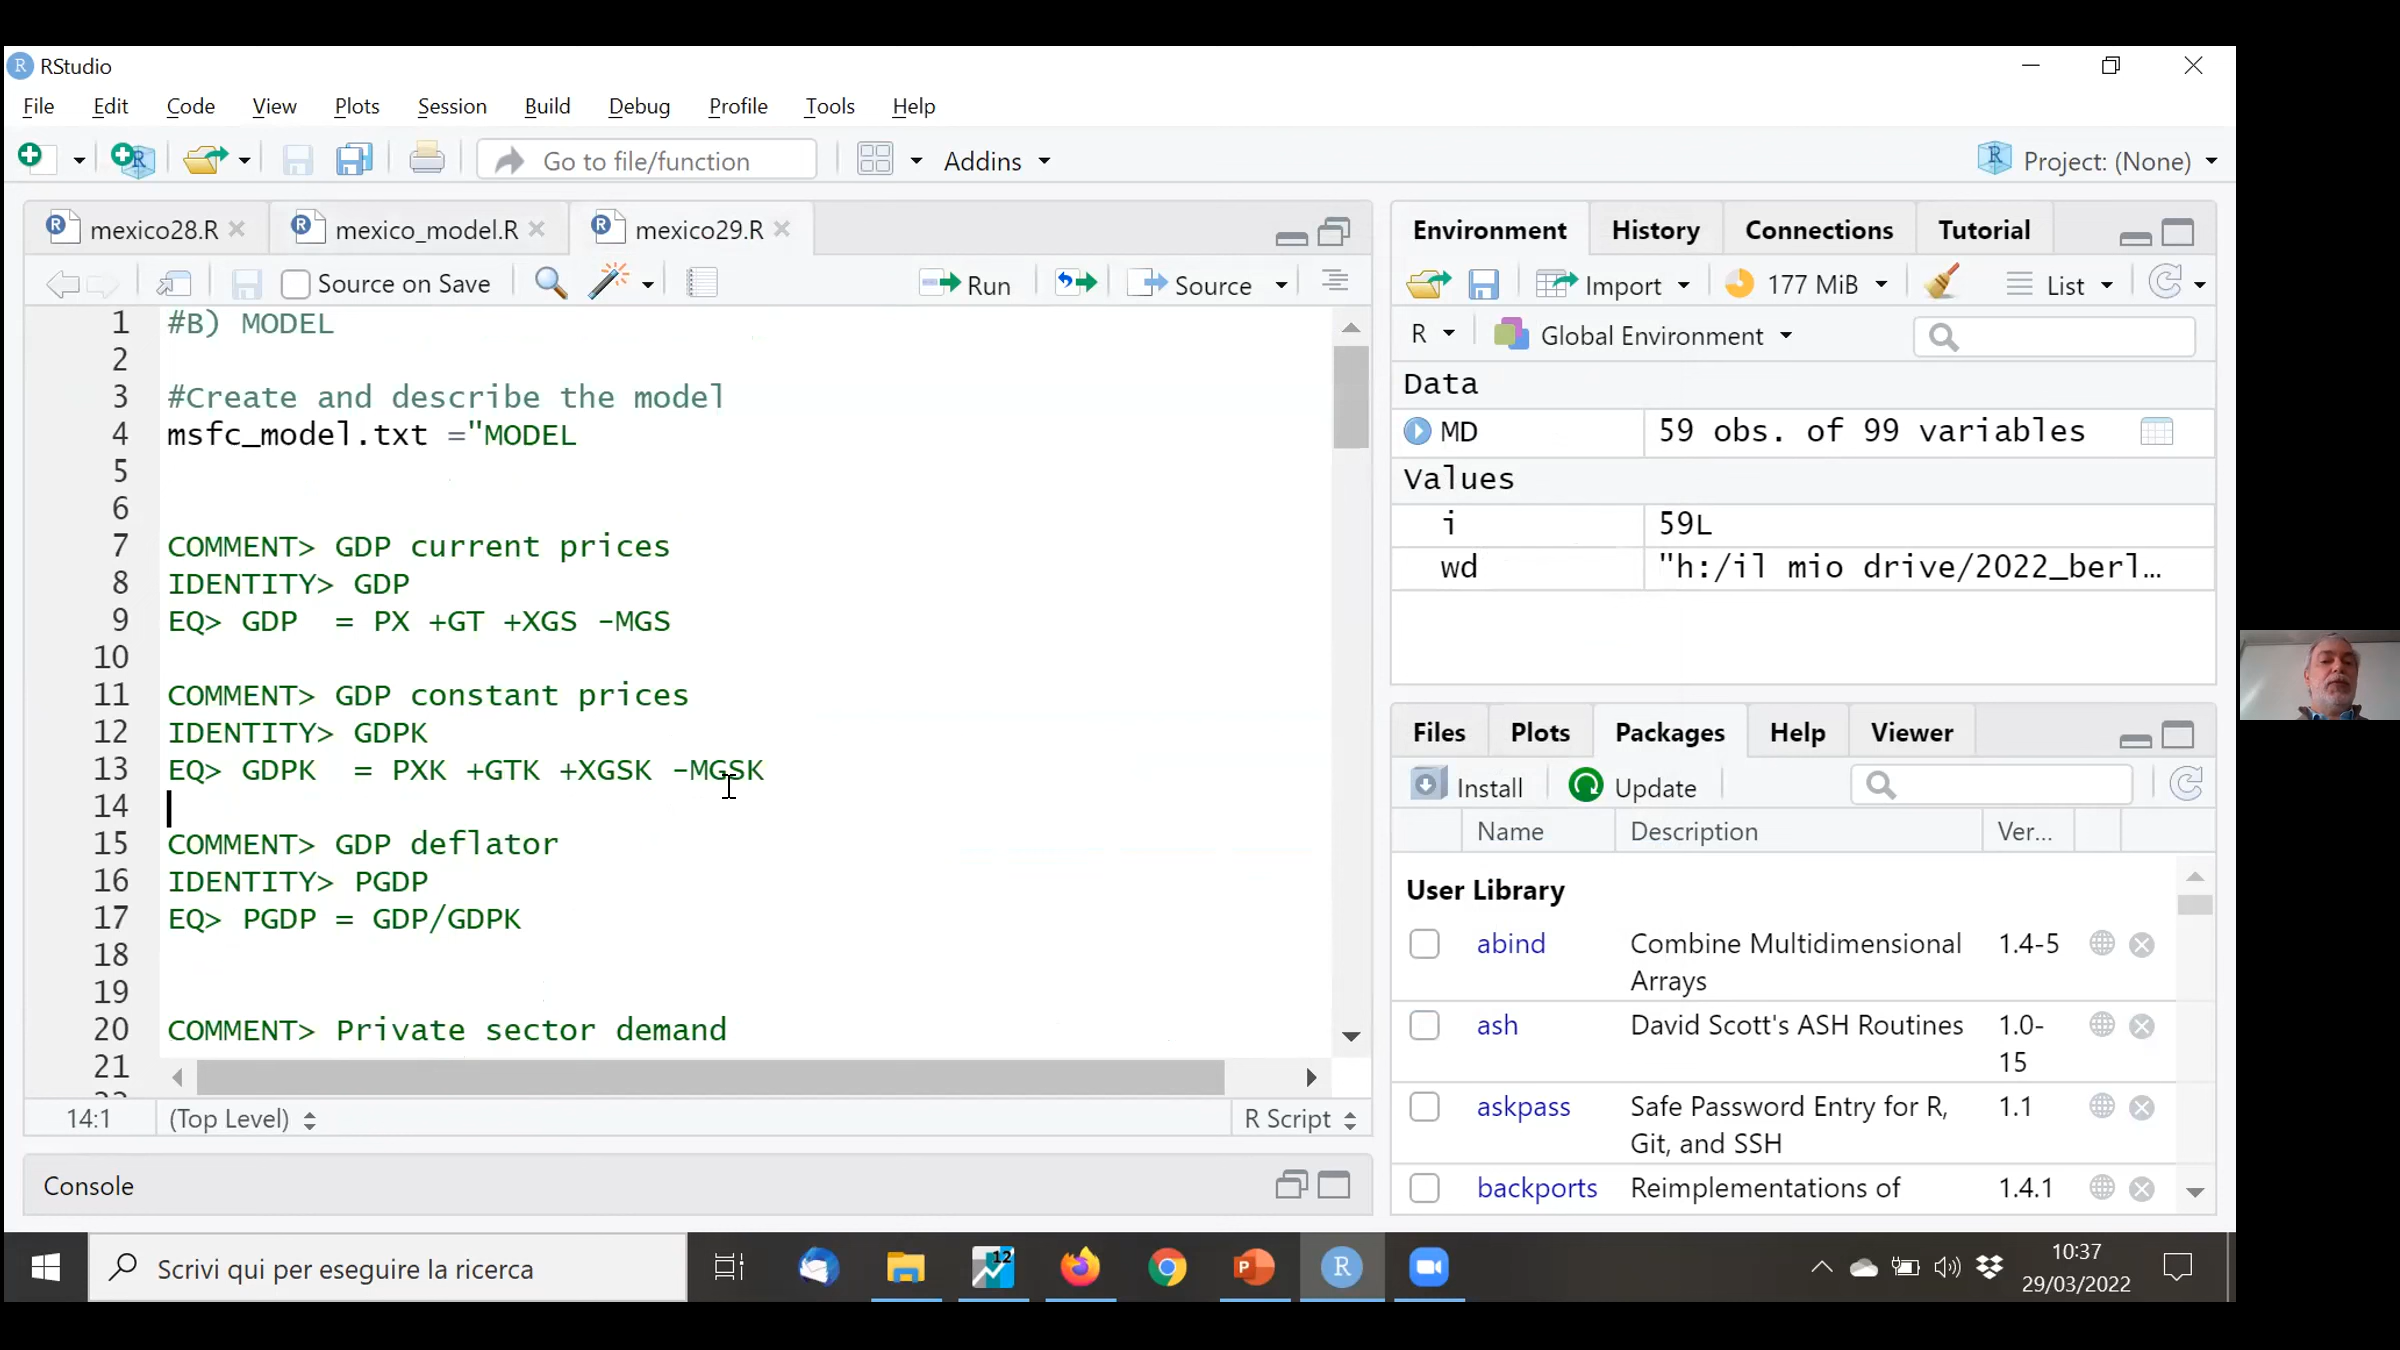 RStudio
File Edit Code View Plots Session Build Debug Profile Tools Help
Go to file/function Addins Project: (None)
mexico28.R mexico_model.R mexico29.R
Source on Save Run Source
1 #B) MODEL
2
3 #Create and describe the model
4 msfc_model.txt ="MODEL
5
6
7 COMMENT> GDP current prices
8 IDENTITY> GDP
9 EQ> GDP = PX +GT +XGS -MGS
10
11 COMMENT> GDP constant prices
12 IDENTITY> GDPK
13 EQ> GDPK = PXK +GTK +XGSK -MGSK
14
15 COMMENT> GDP deflator
16 IDENTITY> PGDP
17 EQ> PGDP = GDP/GDPK
18
19
20 COMMENT> Private sector demand
21
14:1 (Top Level) R Script
Console
Environment History Connections Tutorial
Import 177 MiB List
R Global Environment
Data
MD 59 obs. of 99 variables
Values
i 59L
wd "h:/il mio drive/2022_berl…
Files Plots Packages Help Viewer
Install Update
Name Description Ver...
User Library
abind Combine Multidimensional 1.4-5
Arrays
ash David Scott's ASH Routines 1.0-
15
askpass Safe Password Entry for R, 1.1
Git, and SSH
backports Reimplementations of 1.4.1
Scrivi qui per eseguire la ricerca
12
10:37
29/03/2022